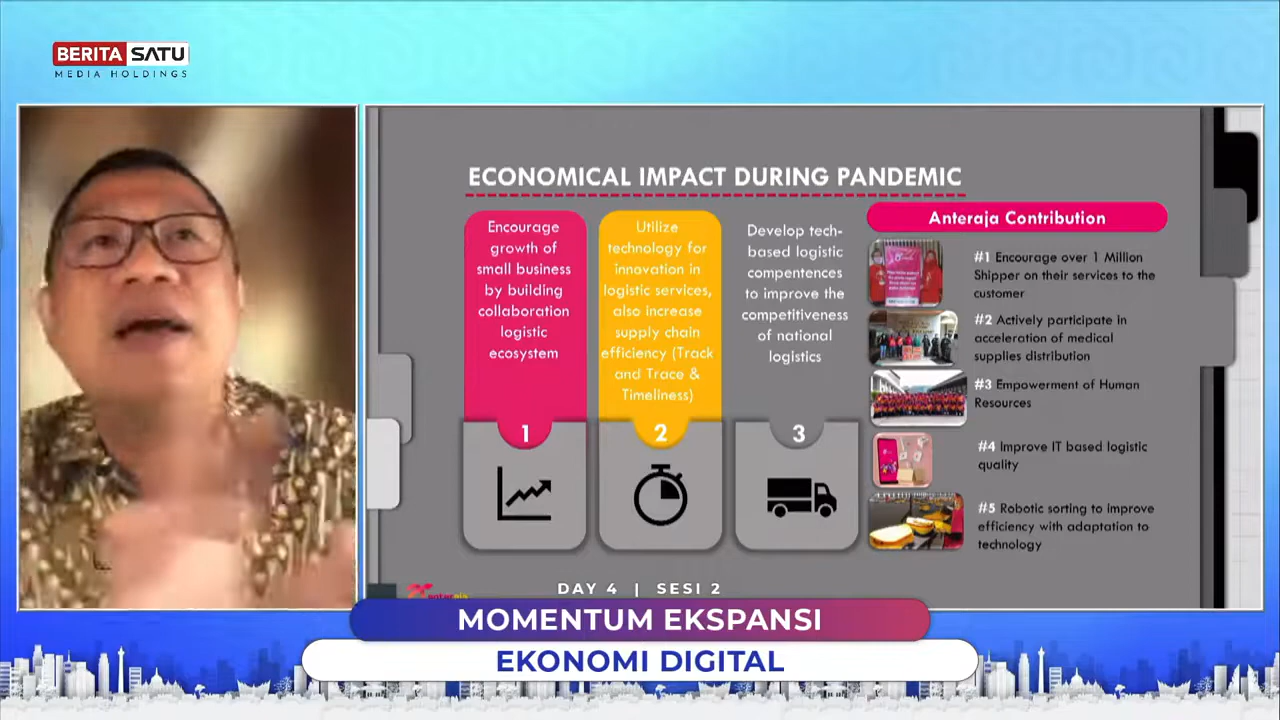 BERITA SATU
MEDIA HOLDINGS
ECONOMICAL IMPACT DURING PANDEMIC
Encourage
growth of
small business
by building
collaboration
logistic
ecosystem
1
Utilize
technology for
innovation in
logistic services,
also increase
supply chain
efficiency (Track
and Trace &
Timeliness)
2
Develop tech-
based logistic
compentences
to improve the
competitiveness
of national
logistics
3
Anteraja Contribution
#1 Encourage over 1 Million
Shipper on their services to the
customer
#2 Actively participate in
acceleration of medical
supplies distribution
#3 Empowerment of Human
Resources
#4 Improve IT based logistic
quality
#5 Robotic sorting to improve
efficiency with adaptation to
technology
DAY 4 | SESI 2
MOMENTUM EKSPANSI
EKONOMI DIGITAL